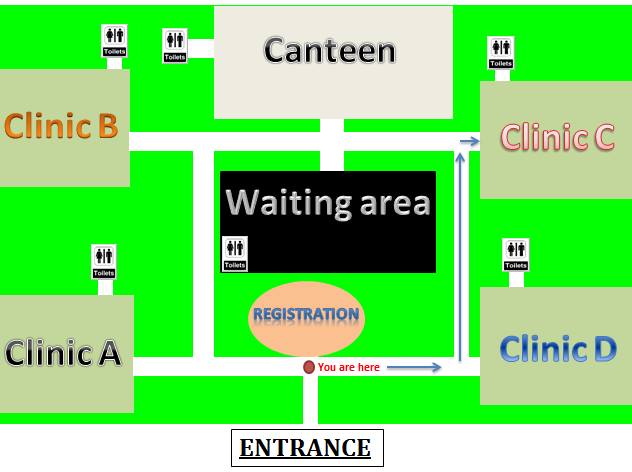 Toilets
Toilets
Canteen
Toilets
Clinic B
Clinic C
Waiting area
Toilets
Toilets
Toilets
REGISTRATION
Clinic A
Clinic D
You are here
ENTRANCE